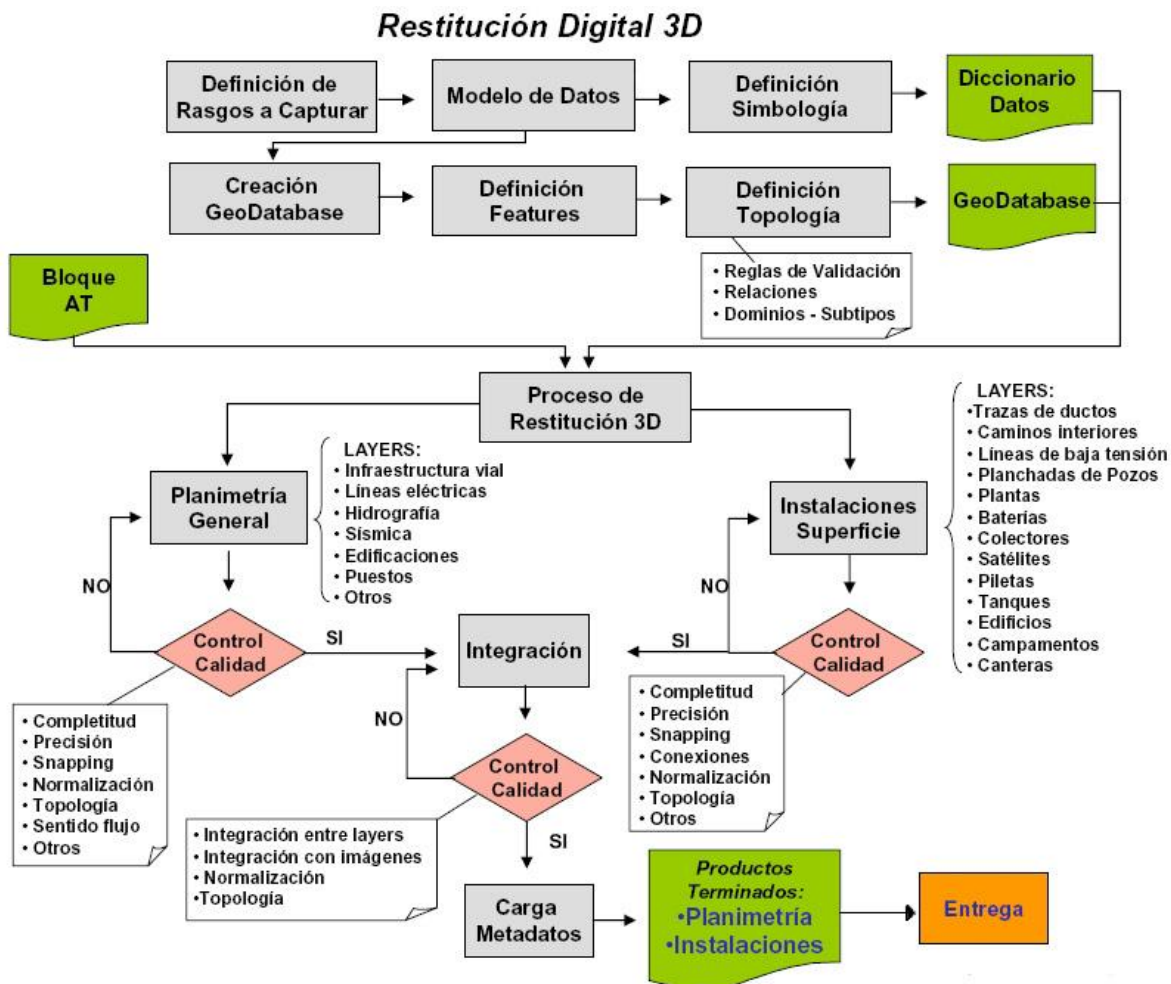 Restitución Digital 3D
Definición de
Rasgos a Capturar
Modelo de Datos
Definición
Simbología
Diccionario
Datos
Creación
GeoDatabase
Definición
Features
Definición
Topología
GeoDatabase
• Reglas de Validación
• Relaciones
• Dominios - Subtipos
Bloque
AT
Proceso de
Restitución 3D
Planimetría
General
LAYERS:
• Infraestructura vial
• Líneas eléctricas
• Hidrografía
• Sísmica
• Edificaciones
• Puestos
• Otros
Instalaciones
Superficie
LAYERS:
•Trazas de ductos
• Caminos interiores
• Líneas de baja tensión
• Planchadas de Pozos
• Plantas
• Baterías
• Colectores
• Satélites
• Piletas
• Tanques
• Edificios
• Campamentos
• Canteras
NO
Control
Calidad
SI
Integración
SI
NO
Control
Calidad
• Completitud
• Precisión
• Snapping
• Normalización
• Topología
• Sentido flujo
• Otros
NO
Control
Calidad
• Integración entre layers
• Integración con imágenes
• Normalización
•Topología
SI
• Completitud
• Precisión
• Snapping
• Conexiones
• Normalización
• Topología
• Otros
Carga
Metadatos
Productos
Terminados:
•Planimetría
•Instalaciones
Entrega